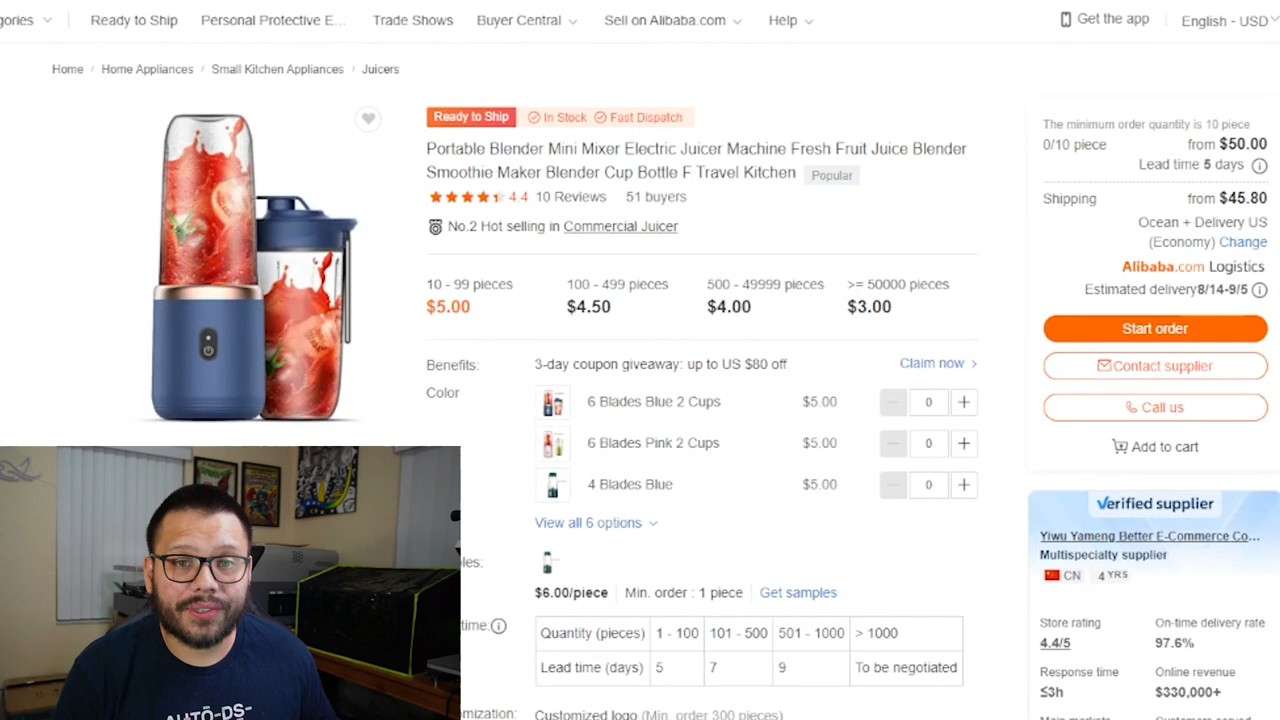 gories
Ready to Ship
Personal Protective E...
Trade Shows
Buyer Central
Sell on Alibaba.com
Help
Get the app
English - USD
Home / Home Appliances / Small Kitchen Appliances / Juicers
Ready to Ship In Stock Fast Dispatch
Portable Blender Mini Mixer Electric Juicer Machine Fresh Fruit Juice Blender
Smoothie Maker Blender Cup Bottle F Travel Kitchen Popular
4.4 10 Reviews 51 buyers
No.2 Hot selling in Commercial Juicer
10 - 99 pieces 100 - 499 pieces 500 - 49999 pieces >= 50000 pieces
$5.00 $4.50 $4.00 $3.00
Benefits: 3-day coupon giveaway: up to US $80 off Claim now >
Color
6 Blades Blue 2 Cups $5.00 - 0 +
6 Blades Pink 2 Cups $5.00 - 0 +
4 Blades Blue $5.00 - 0 +
View all 6 options
les:
$6.00/piece Min. order : 1 piece Get samples
time:
Quantity (pieces) 1 - 100 101 - 500 501 - 1000 > 1000
Lead time (days) 5 7 9 To be negotiated
mization: Customized logo (Min. order 300 pieces)
The minimum order quantity is 10 piece
0/10 piece from $50.00
Lead time 5 days
Shipping from $45.80
Ocean + Delivery US
(Economy) Change
Alibaba.com Logistics
Estimated delivery8/14-9/5
Start order
Contact supplier
Call us
Add to cart
Verified supplier
Yiwu Yameng Better E-Commerce Co...
Multispecialty supplier
CN 4 YRS
Store rating On-time delivery rate
4.4/5 97.6%
Response time Online revenue
≤3h $330,000+
AUTO-DS-